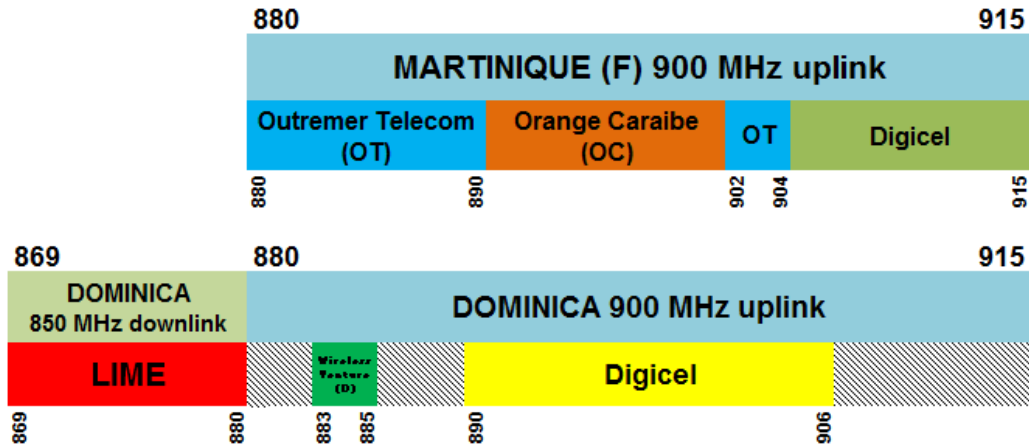 880 915
MARTINIQUE (F) 900 MHz uplink
Outremer Telecom
(OT)
Orange Caraibe
(OC)
OT
Digicel
880 890 902 904 915
869 880 915
DOMINICA
850 MHz downlink
DOMINICA 900 MHz uplink
LIME
Wireless
Venture
(D)
Digicel
869 880 883 885 890 906